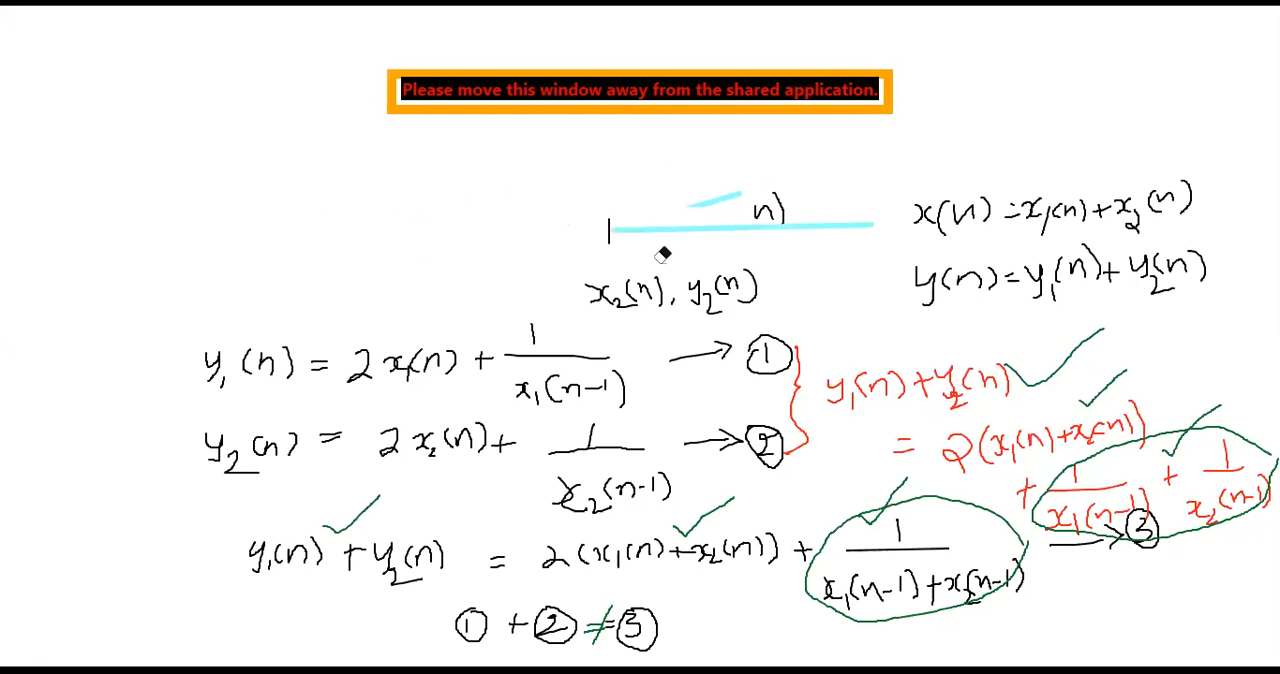 Please move this window away from the shared application.
n)
x(n) = x₁(n) + x₂(n)
y(n) = y₁(n) + y₂(n)
x₂(n), y₂(n)
y₁(n) = 2x₁(n) + 1/x₁(n-1) → ①
y₂(n) = 2x₂(n) + 1/x₂(n-1) → ②
y₁(n) + y₂(n)
= 2(x₁(n) + x₂(n))
+ 1/x₁(n-1) + 1/x₂(n-1)
y₁(n) + y₂(n) = 2(x₁(n) + x₂(n)) + 1/x₁(n-1) + x₂(n-1) → ③
① + ② ≠ ③